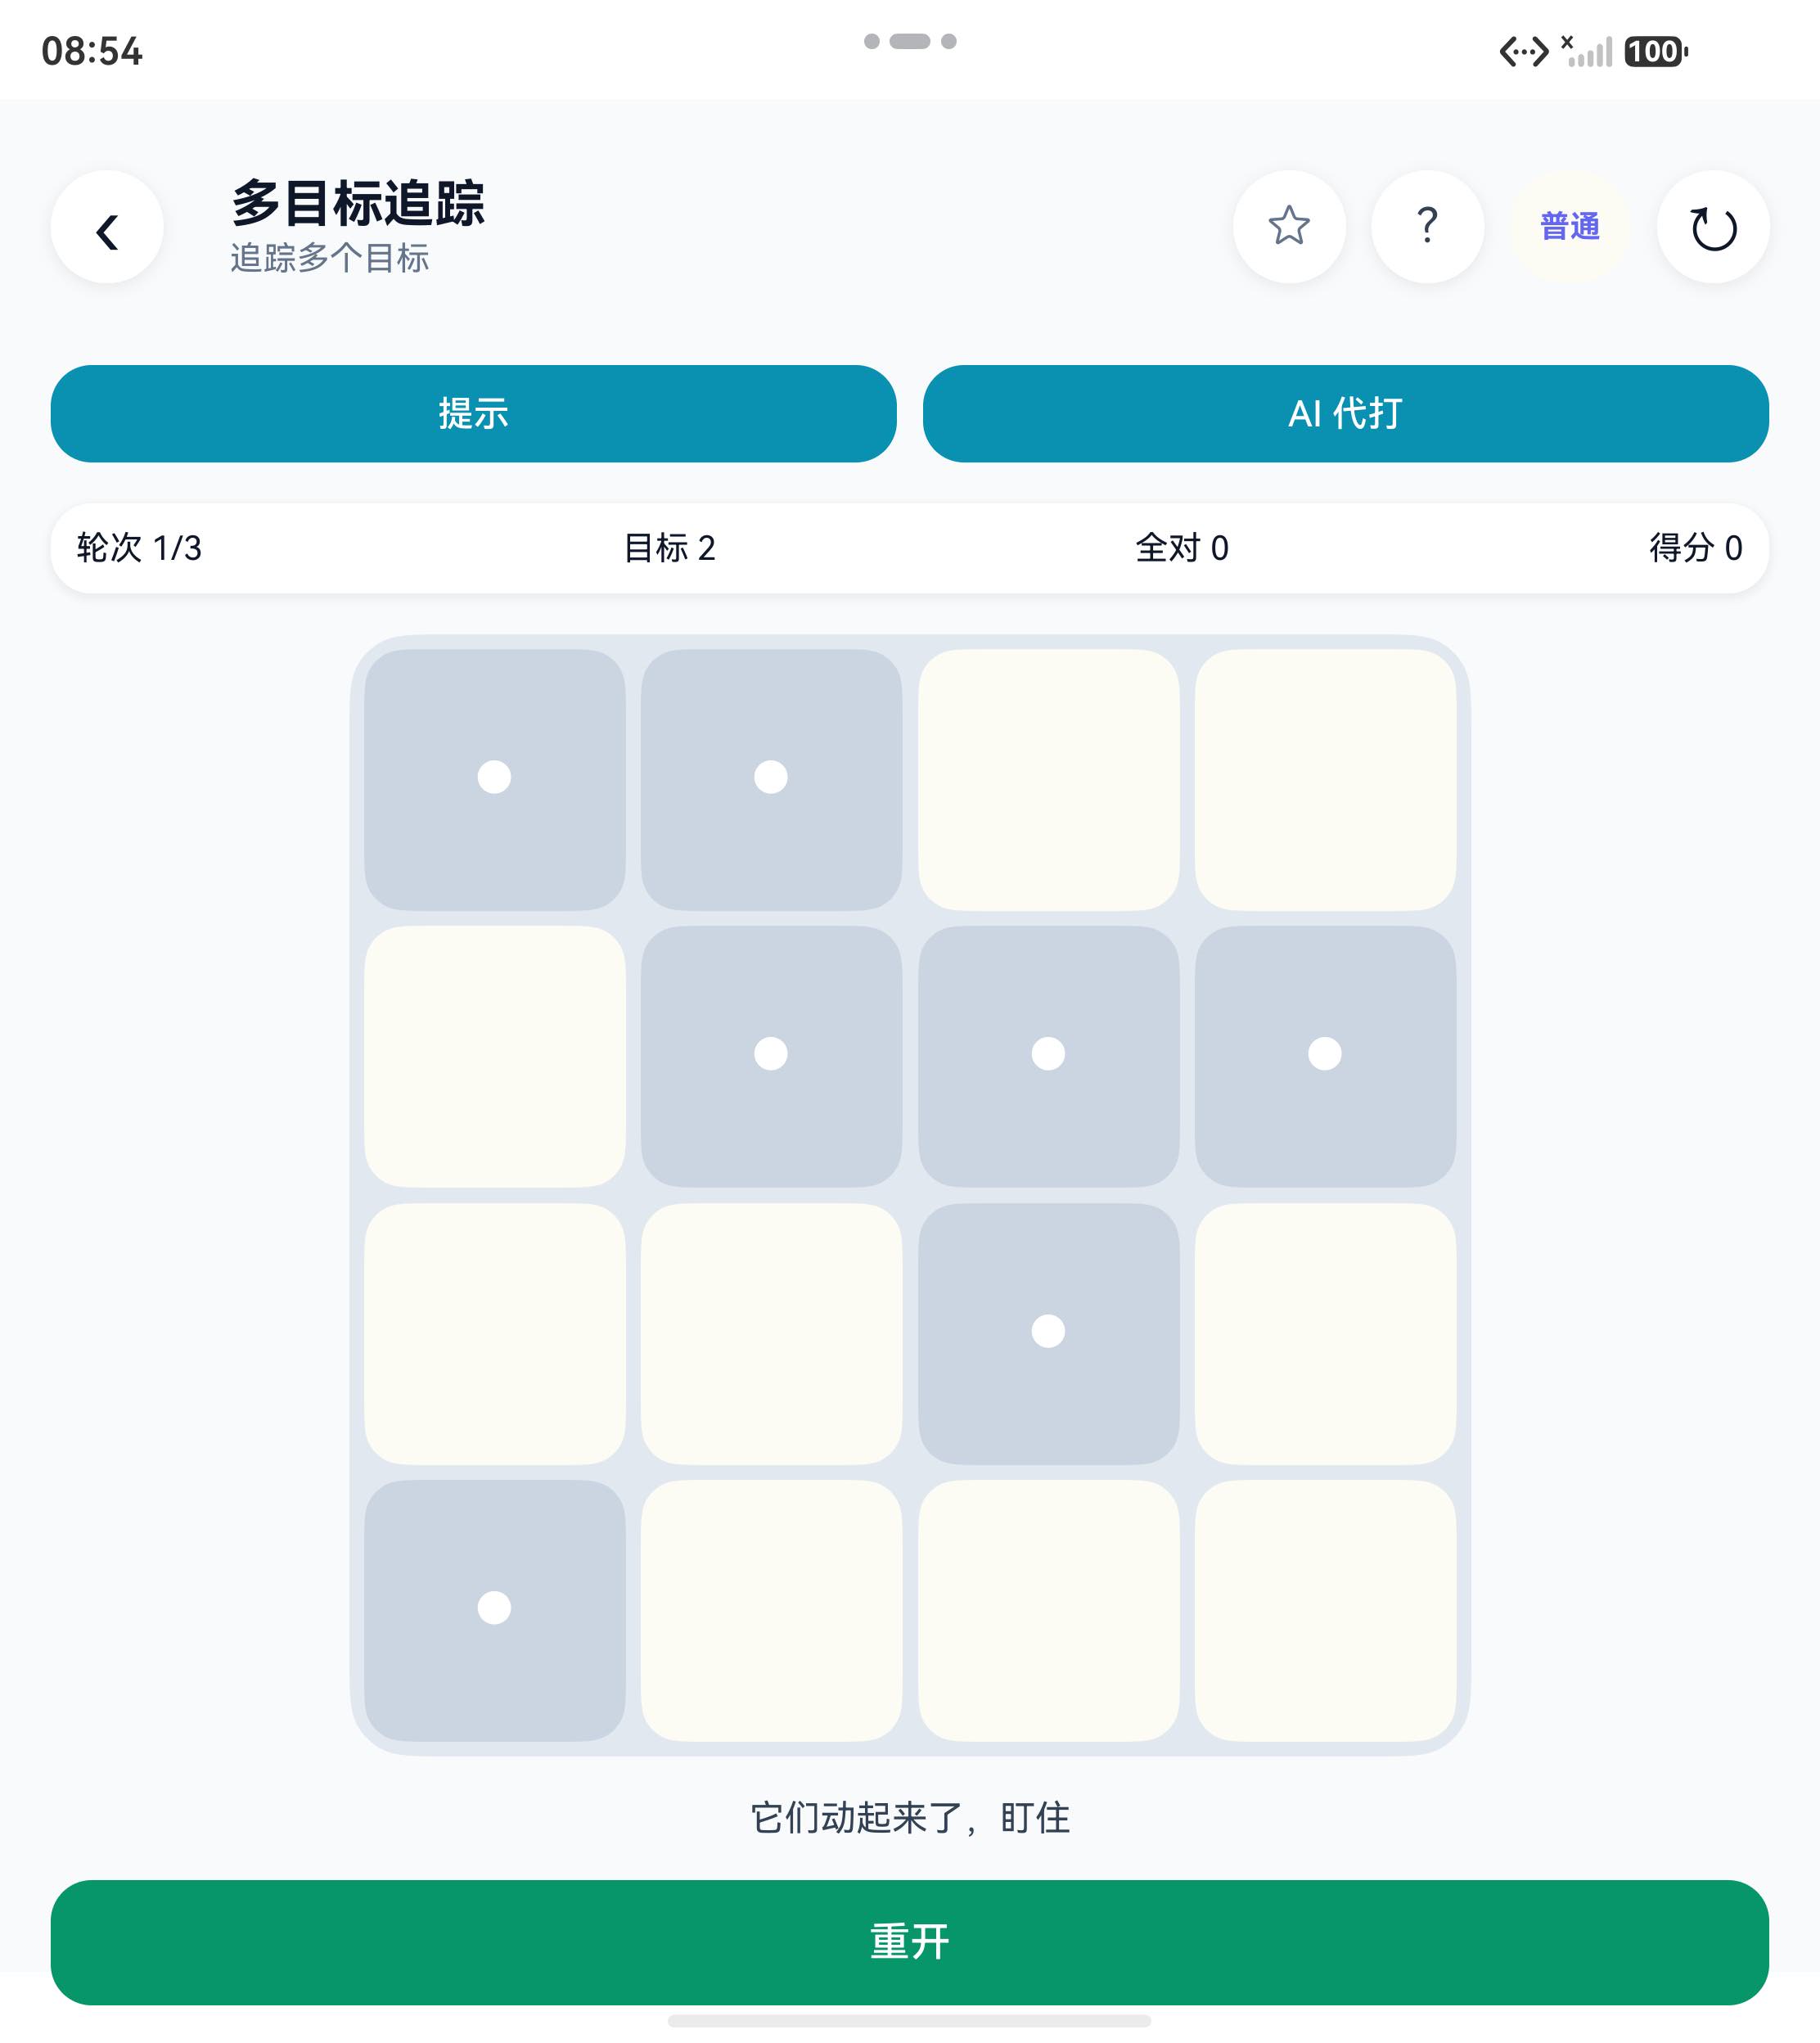 08:54
100
多目标追踪
追踪多个目标
?
普通
提示
AI 代打
轮次 1/3
目标 2
全对 0
得分 0
它们动起来了，盯住
重开